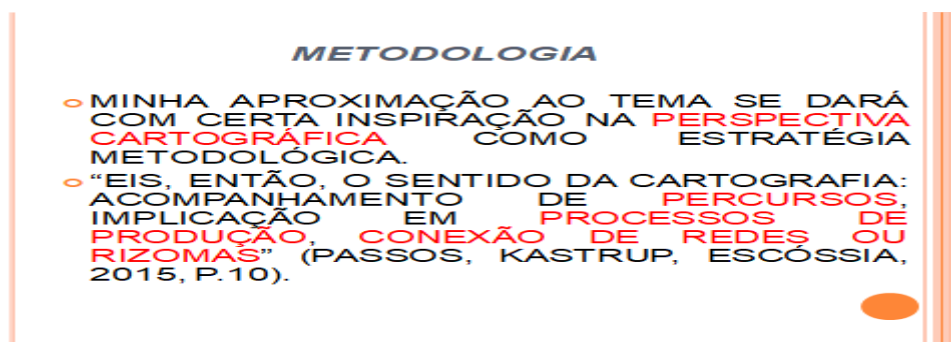 METODOLOGIA
MINHA APROXIMAÇÃO AO TEMA SE DARÁ
COM CERTA INSPIRAÇÃO NA PERSPECTIVA
CARTOGRÁFICA COMO ESTRATÉGIA
METODOLÓGICA.
“EIS, ENTÃO, O SENTIDO DA CARTOGRAFIA:
ACOMPANHAMENTO DE PERCURSOS,
IMPLICAÇÃO EM PROCESSOS DE
PRODUÇÃO, CONEXÃO DE REDES OU
RIZOMAS” (PASSOS, KASTRUP, ESCÓSSIA,
2015, P.10).